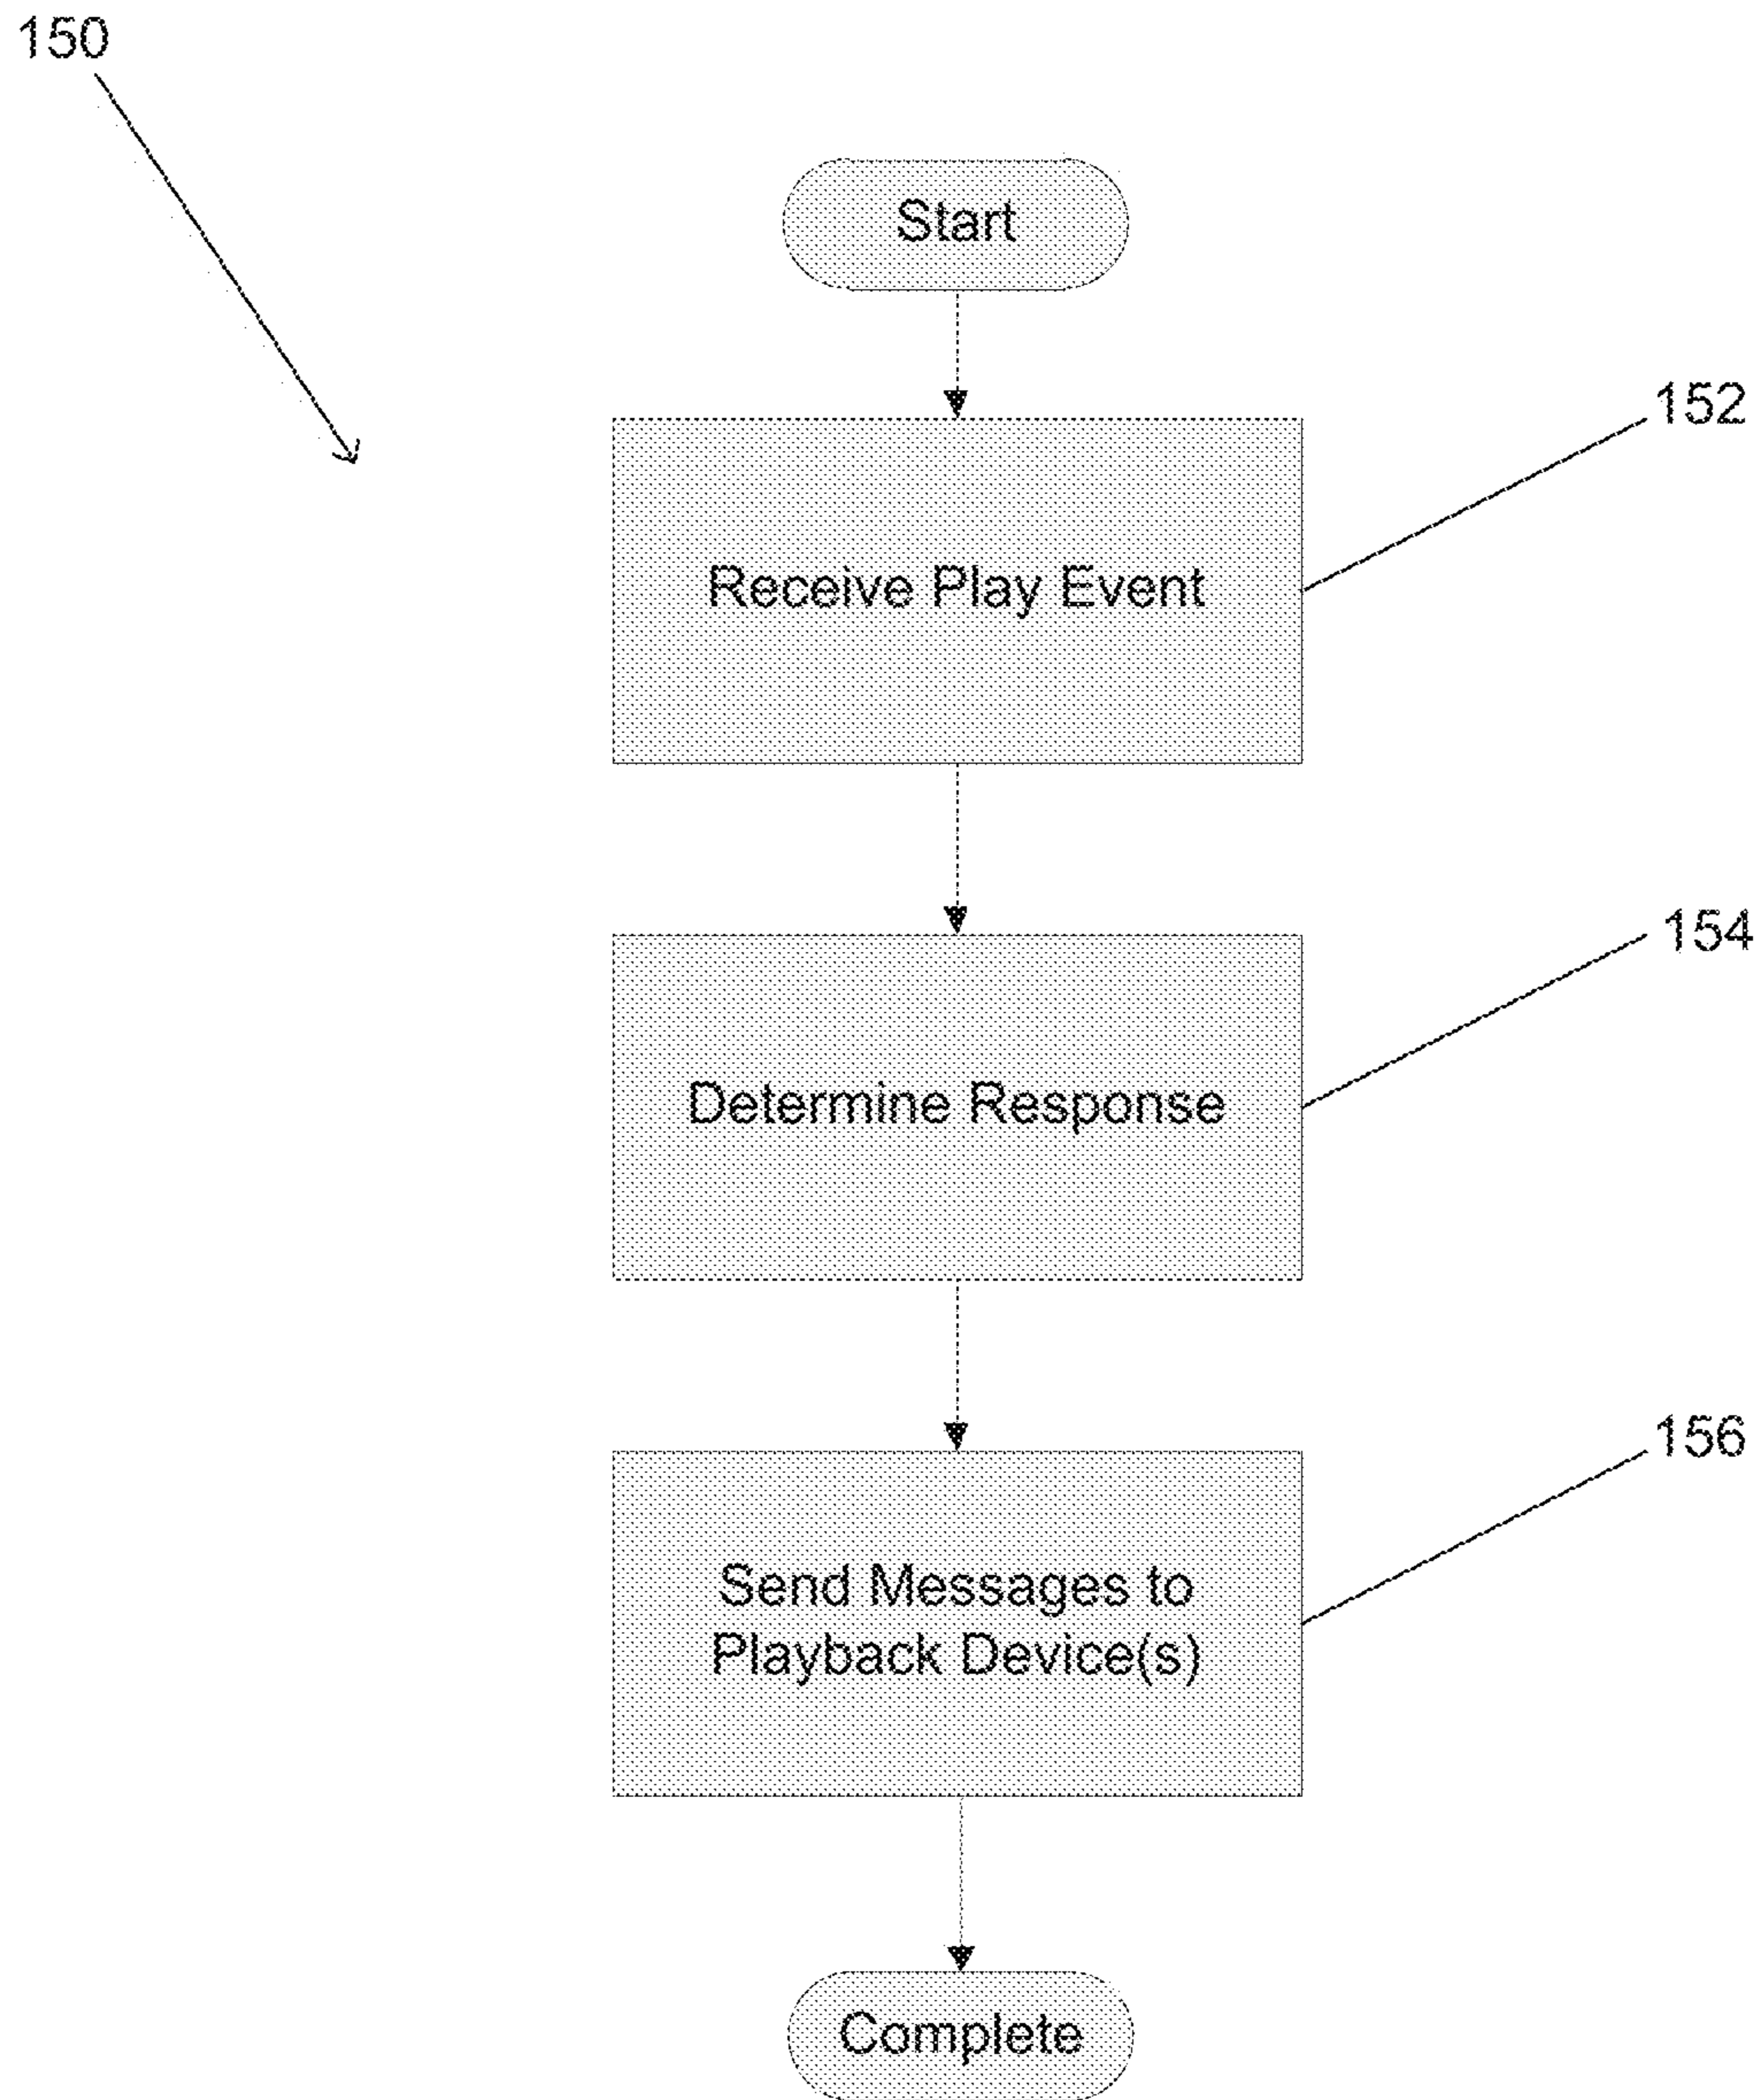 150
Start
152
Receive Play Event
154
Determine Response
156
Send Messages to
Playback Device(s)
Complete